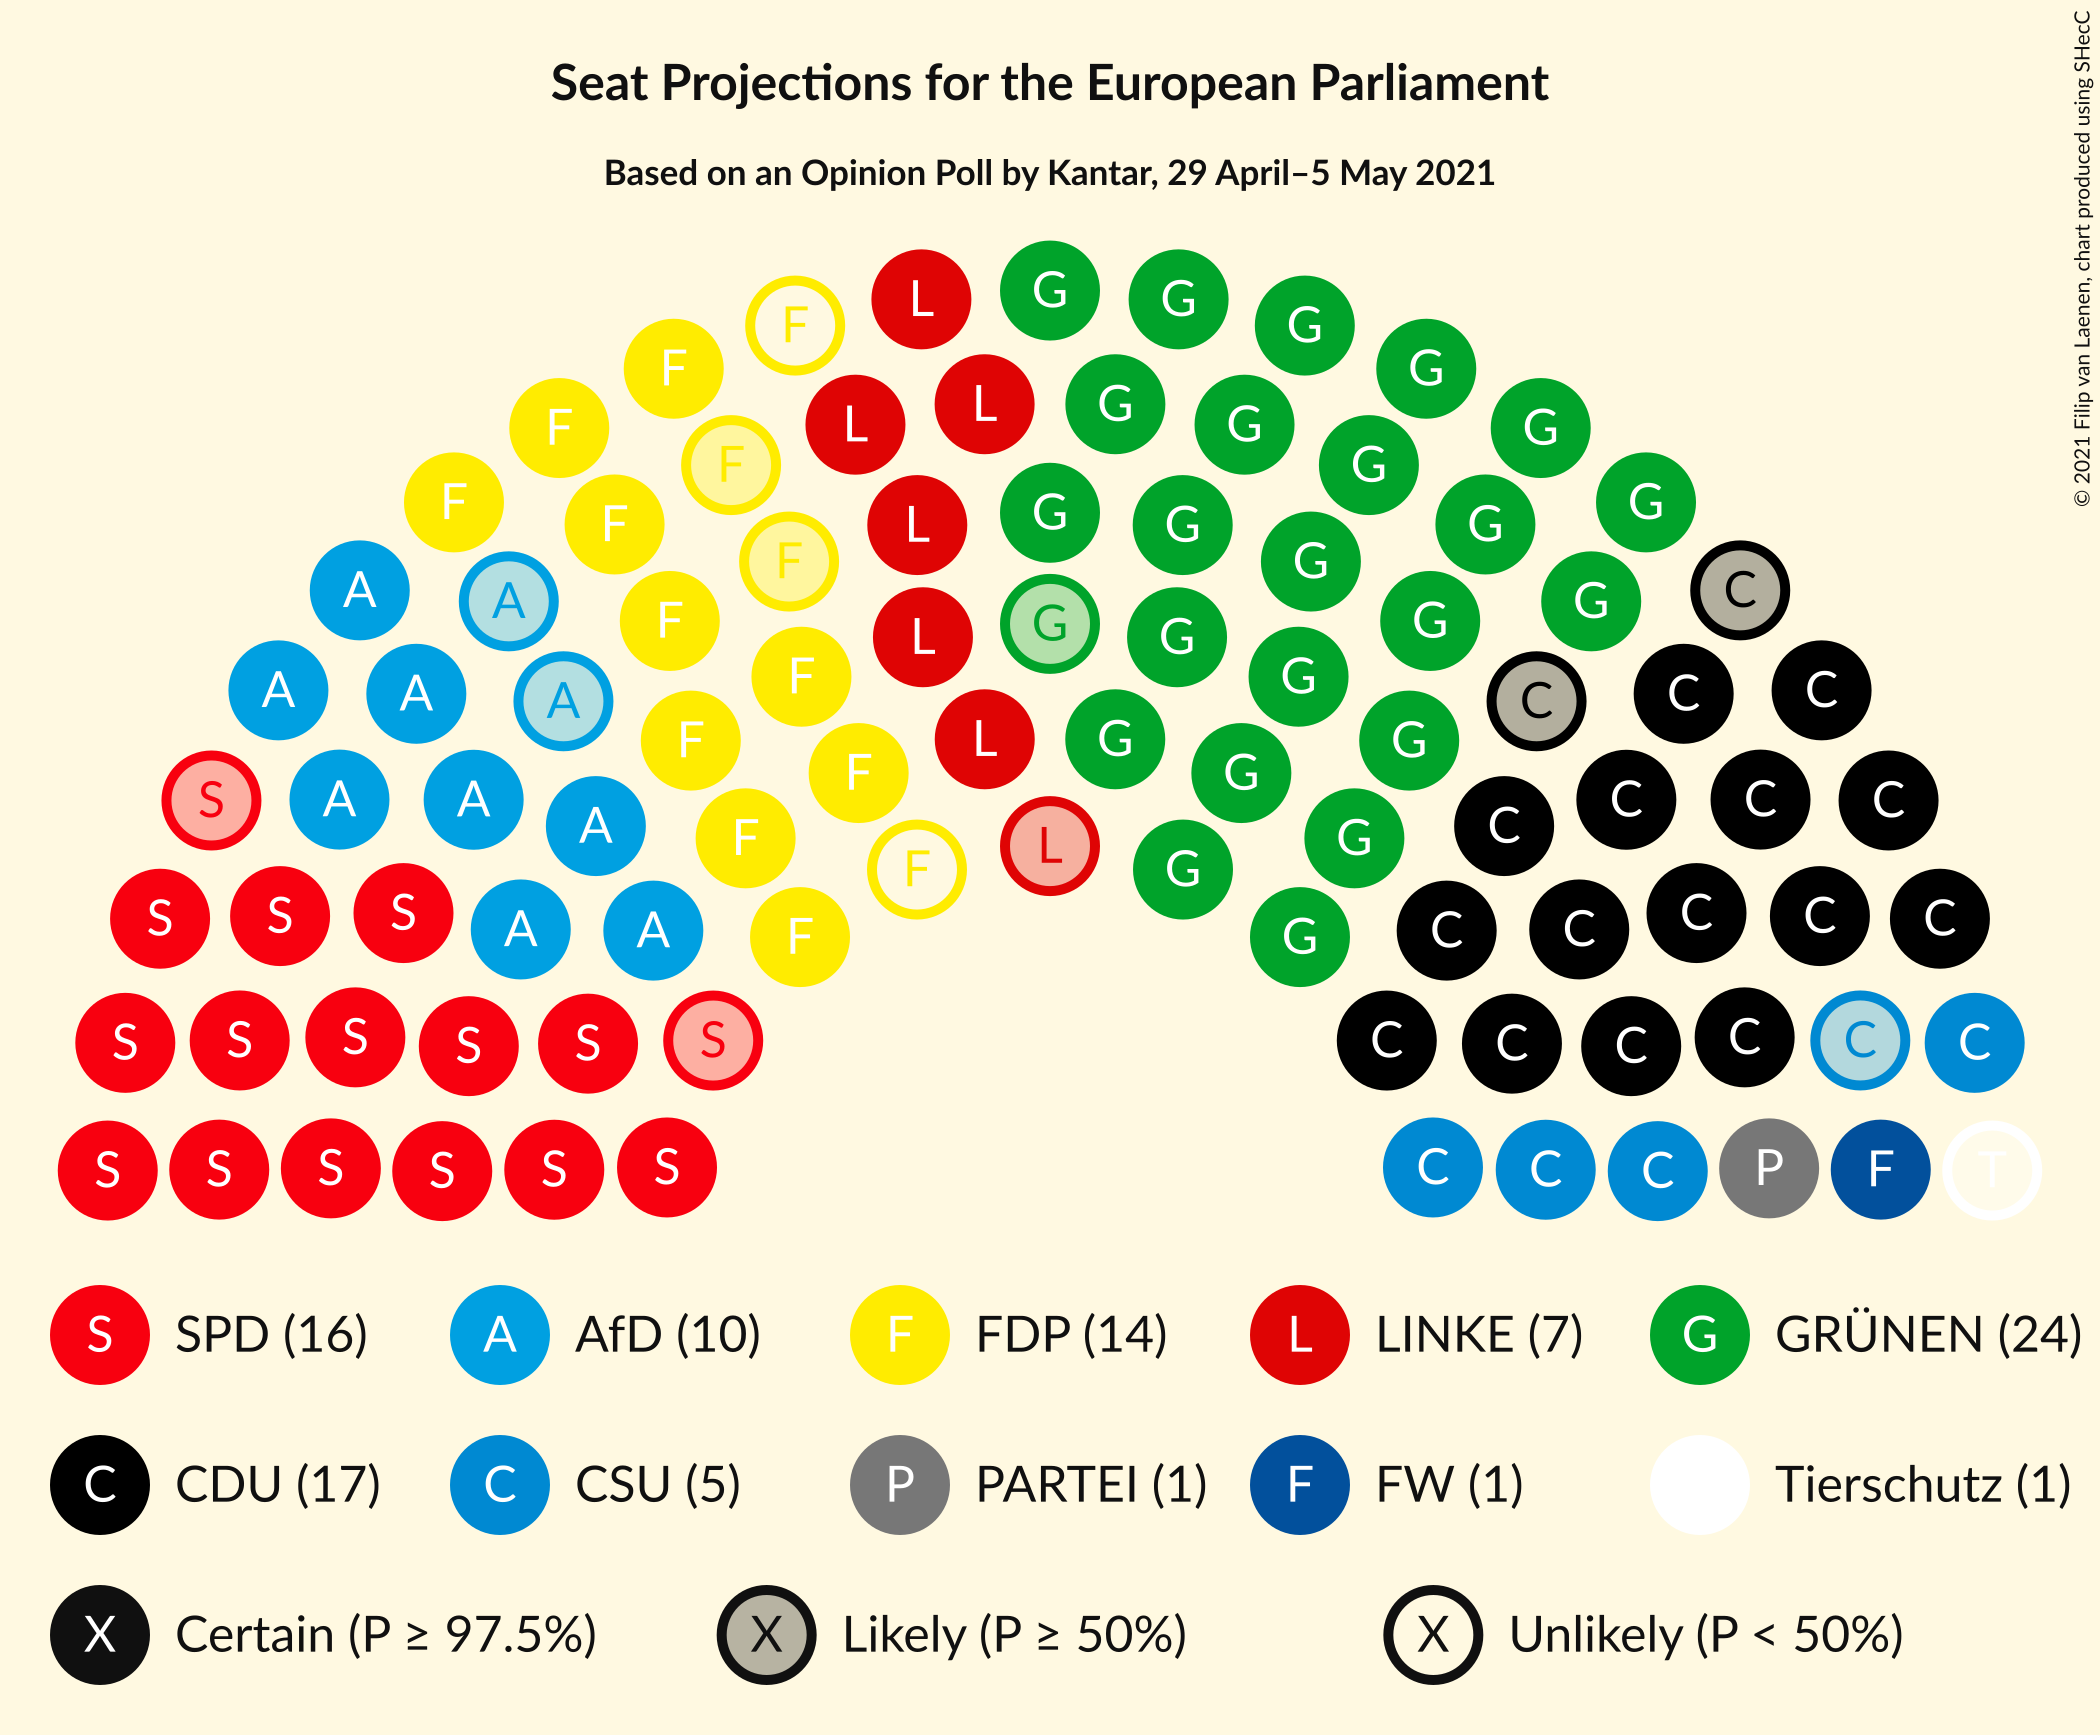 Seat Projections for the European Parliament
Based on an Opinion Poll by Kantar, 29 April–5 May 2021
© 2021 Filip van Laenen, chart produced using SHecC
L G G
F G
F G
L L G
F G G
L G
F F G
F G G
F F G
L G
F G
A A C
F G
L G G
F G
A A A C C C
F L G G
F G
S A A C C C
A C
F G
F L G
S S S C C C
A A C C
F G
S S S S S S C C C C C C
S S S S S S C C C P F T
S SPD (16) A AfD (10) F FDP (14) L LINKE (7) G GRÜNEN (24)
C CDU (17) C CSU (5) P PARTEI (1) F FW (1) Tierschutz (1)
X Certain (P ≥ 97.5%) X Likely (P ≥ 50%) X Unlikely (P < 50%)